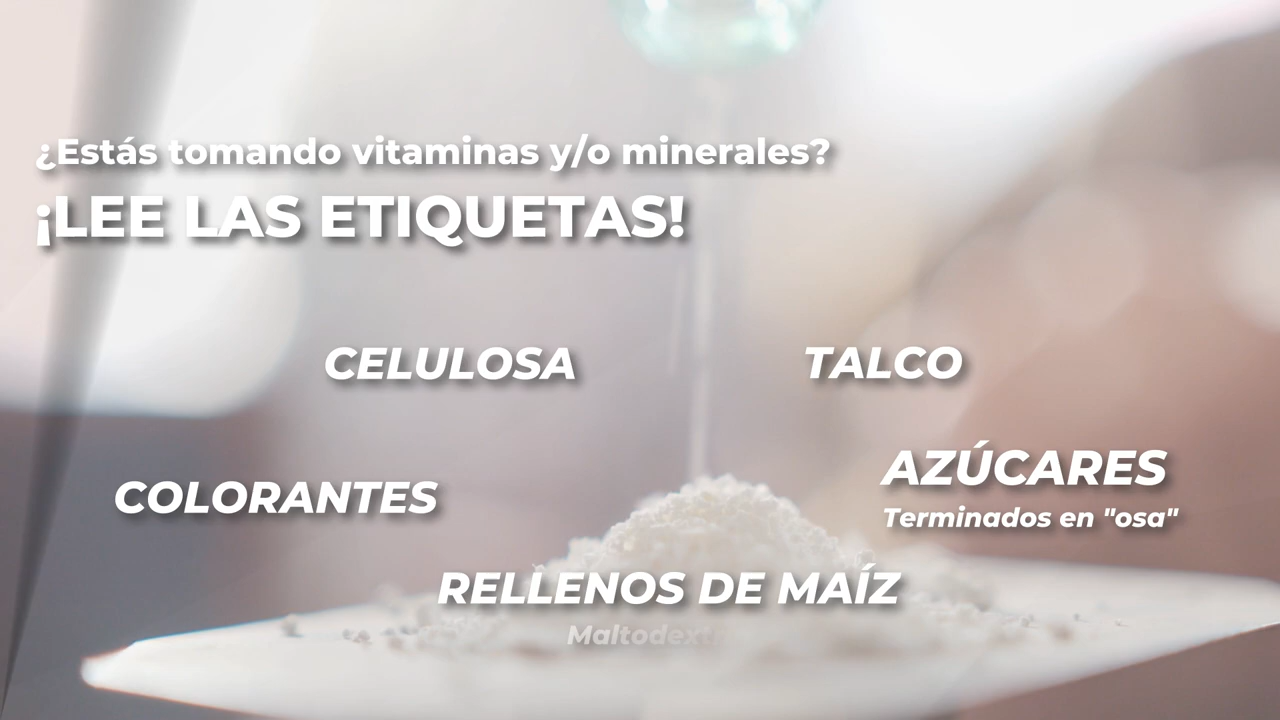 ¿Estás tomando vitaminas y/o minerales?
¡LEE LAS ETIQUETAS!
CELULOSA
TALCO
COLORANTES
AZÚCARES
Terminados en "osa"
RELLENOS DE MAÍZ